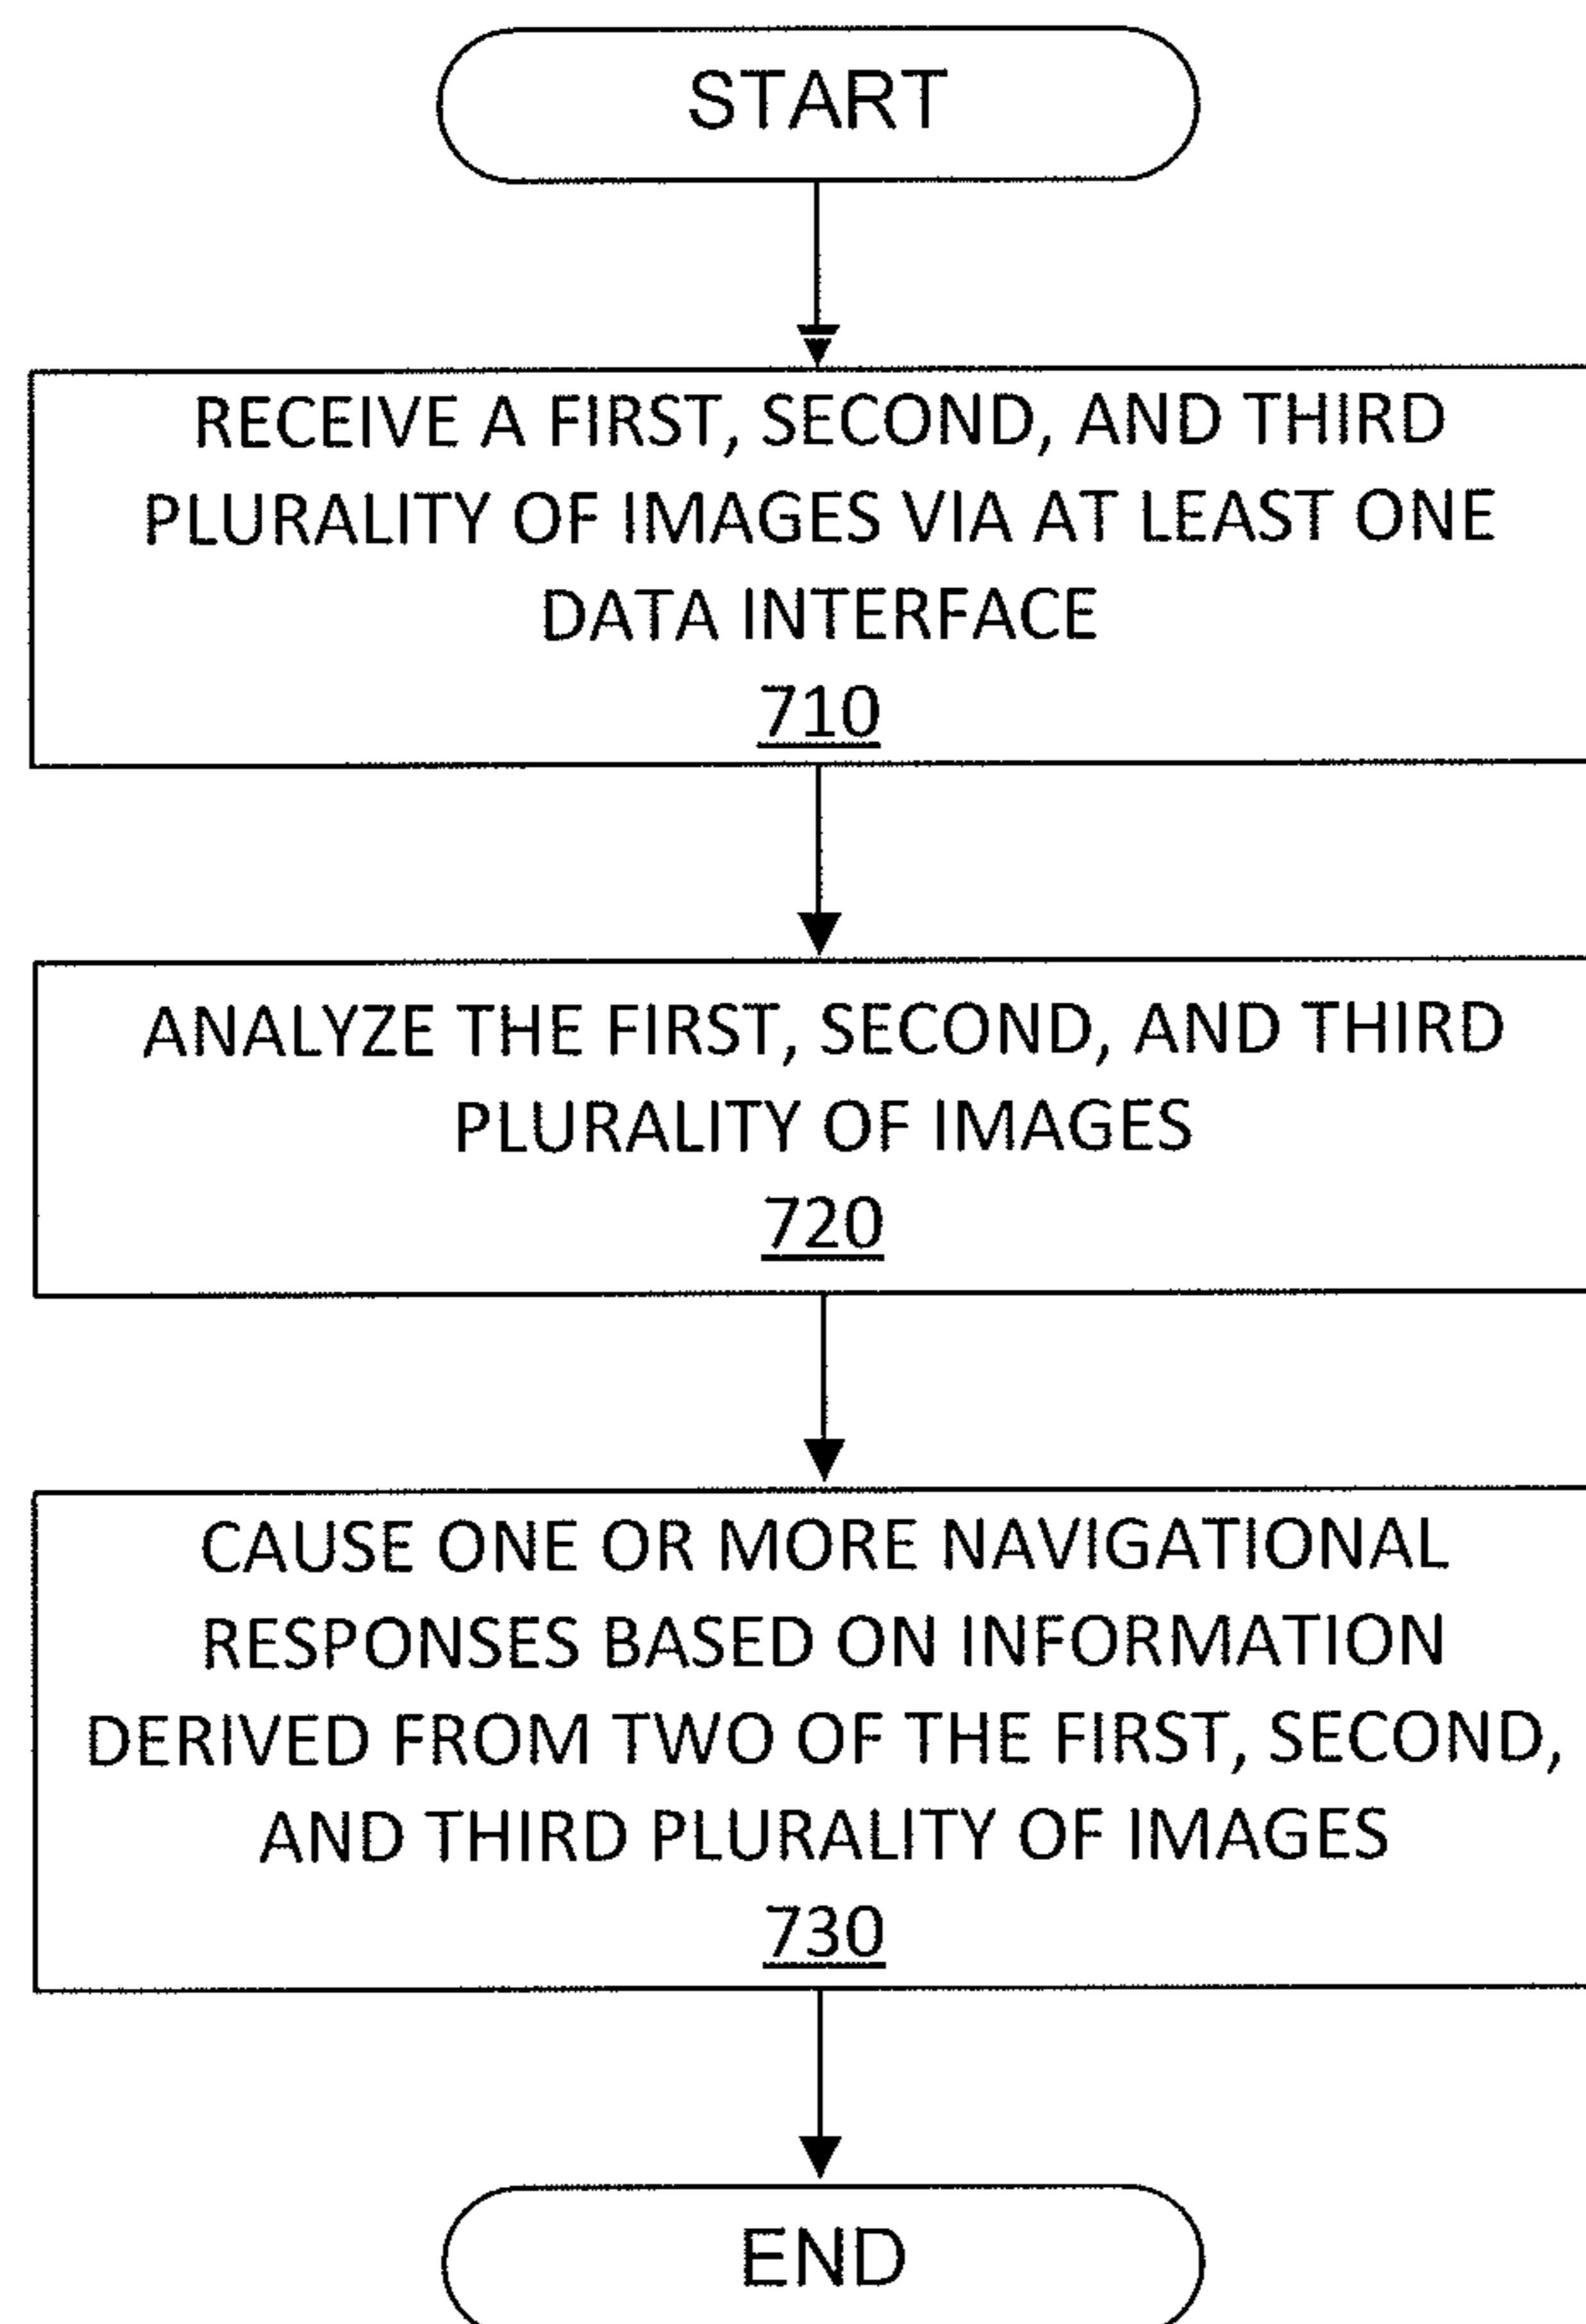 START
RECEIVE A FIRST, SECOND, AND THIRD
PLURALITY OF IMAGES VIA AT LEAST ONE
DATA INTERFACE
710
ANALYZE THE FIRST, SECOND, AND THIRD
PLURALITY OF IMAGES
720
CAUSE ONE OR MORE NAVIGATIONAL
RESPONSES BASED ON INFORMATION
DERIVED FROM TWO OF THE FIRST, SECOND,
AND THIRD PLURALITY OF IMAGES
730
END